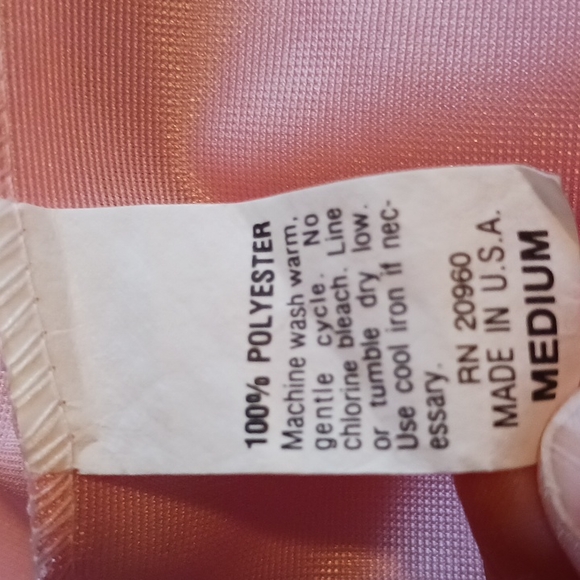 100% POLYESTER
Machine wash warm,
gentle cycle. No
chlorine bleach. Line
or tumble dry low.
Use cool iron if nec-
essary.
RN 20960
MADE IN U.S.A.
MEDIUM